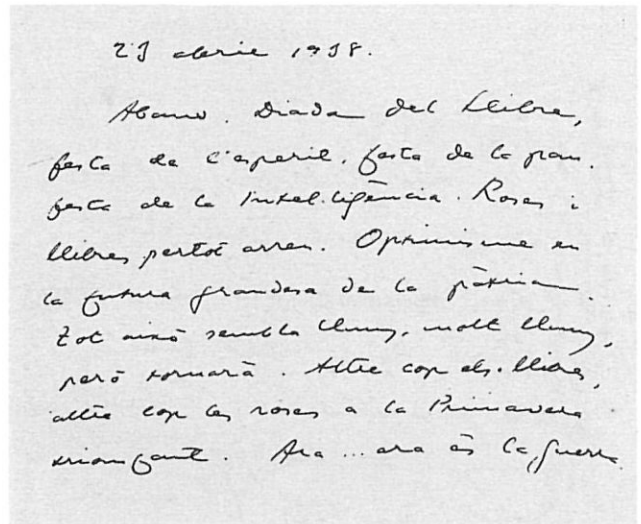 23 abril 1938.
Abans. Diada del Llibre,
festa de l'esperit, festa de la pau.
festa de la Intel·ligència. Roses i
llibres pertot arreu. Optimisme en
la futura grandesa de la pàtria.
Tot això sembla lluny, molt lluny,
però tornarà. Altre cop els llibres,
altre cop les roses a la Primavera
triomfant. Ara... ara és la guerra